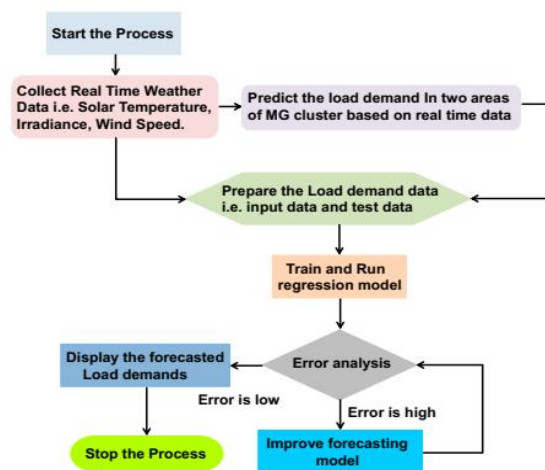 Start the Process
Collect Real Time Weather
Data i.e. Solar Temperature,
Irradiance, Wind Speed.
Predict the load demand In two areas
of MG cluster based on real time data
Prepare the Load demand data
i.e. input data and test data
Train and Run
regression model
Error analysis
Display the forecasted
Load demands
Error is low
Error is high
Stop the Process
Improve forecasting
model